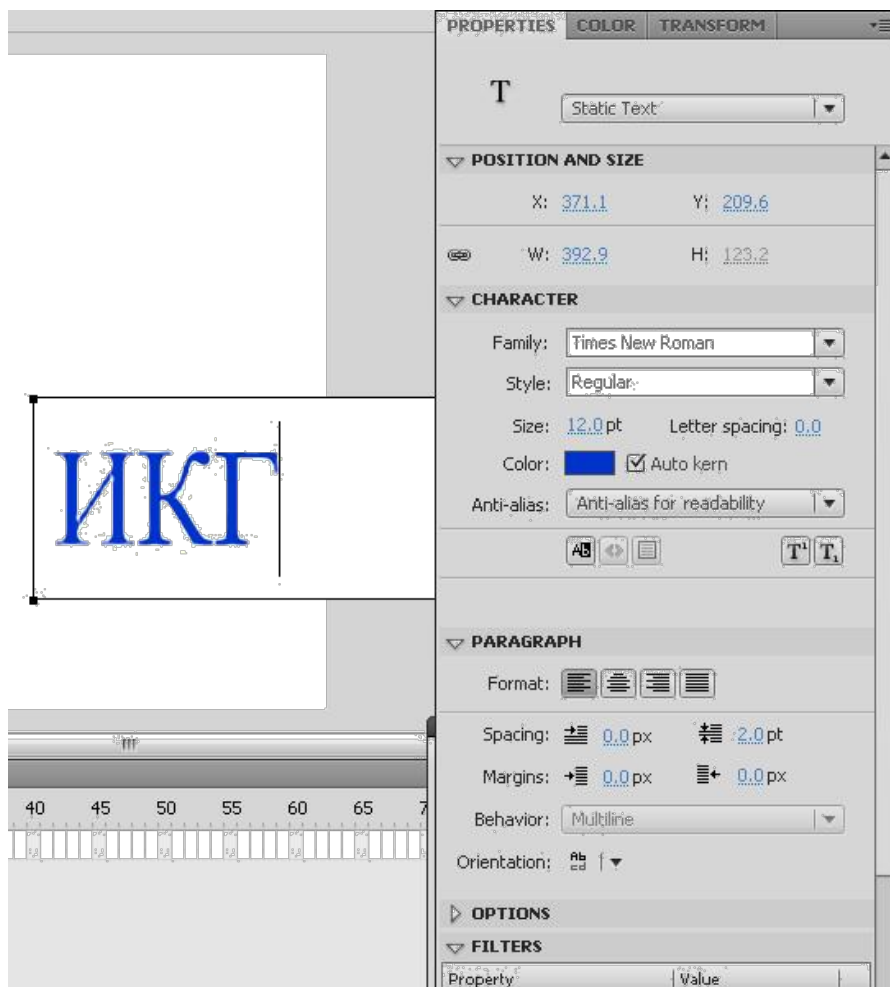 PROPERTIES COLOR TRANSFORM
T
Static Text
POSITION AND SIZE
X: 371.1 Y: 209.6
W: 392.9 H: 123.2
CHARACTER
Family: Times New Roman
Style: Regular
Size: 12.0 pt Letter spacing: 0.0
Color: Auto kern
Anti-alias: Anti-alias for readability
T¹ T₁
ИКГ
PARAGRAPH
Format:
Spacing: 0.0 px 2.0 pt
Margins: 0.0 px 0.0 px
Behavior: Multiline
Orientation:
40 45 50 55 60 65
OPTIONS
FILTERS
Property Value